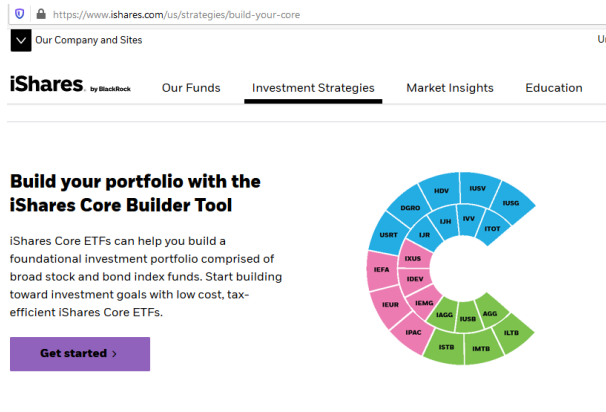 https://www.ishares.com/us/strategies/build-your-core
Our Company and Sites
iShares. by BlackRock
Our Funds
Investment Strategies
Market Insights
Education
Build your portfolio with the
iShares Core Builder Tool
iShares Core ETFs can help you build a
foundational investment portfolio comprised of
broad stock and bond index funds. Start building
toward investment goals with low cost, tax-
efficient iShares Core ETFs.
Get started >
USRT
DGRO
HDV
IUSV
IUSG
IJR
IJH
IVV
ITOT
IEFA
IEUR
IPAC
IXUS
IDEV
IEMG
ISTB
IMTB
ILTB
IAGG
IUSB
AGG